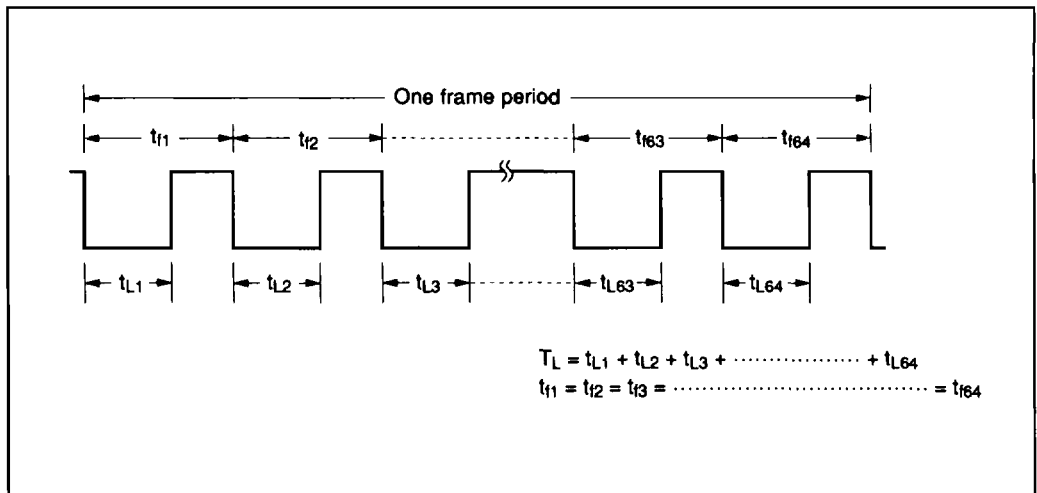 One frame period
tf1 tf2 tf63 tf64
tL1 tL2 tL3 tL63 tL64
TL = tL1 + tL2 + tL3 + ·················· + tL64
tf1 = tf2 = tf3 = ································ = tf64